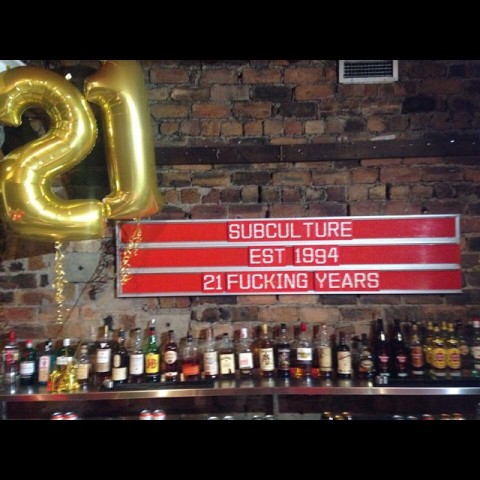 21
SUBCULTURE
EST 1994
21 FUCKING YEARS